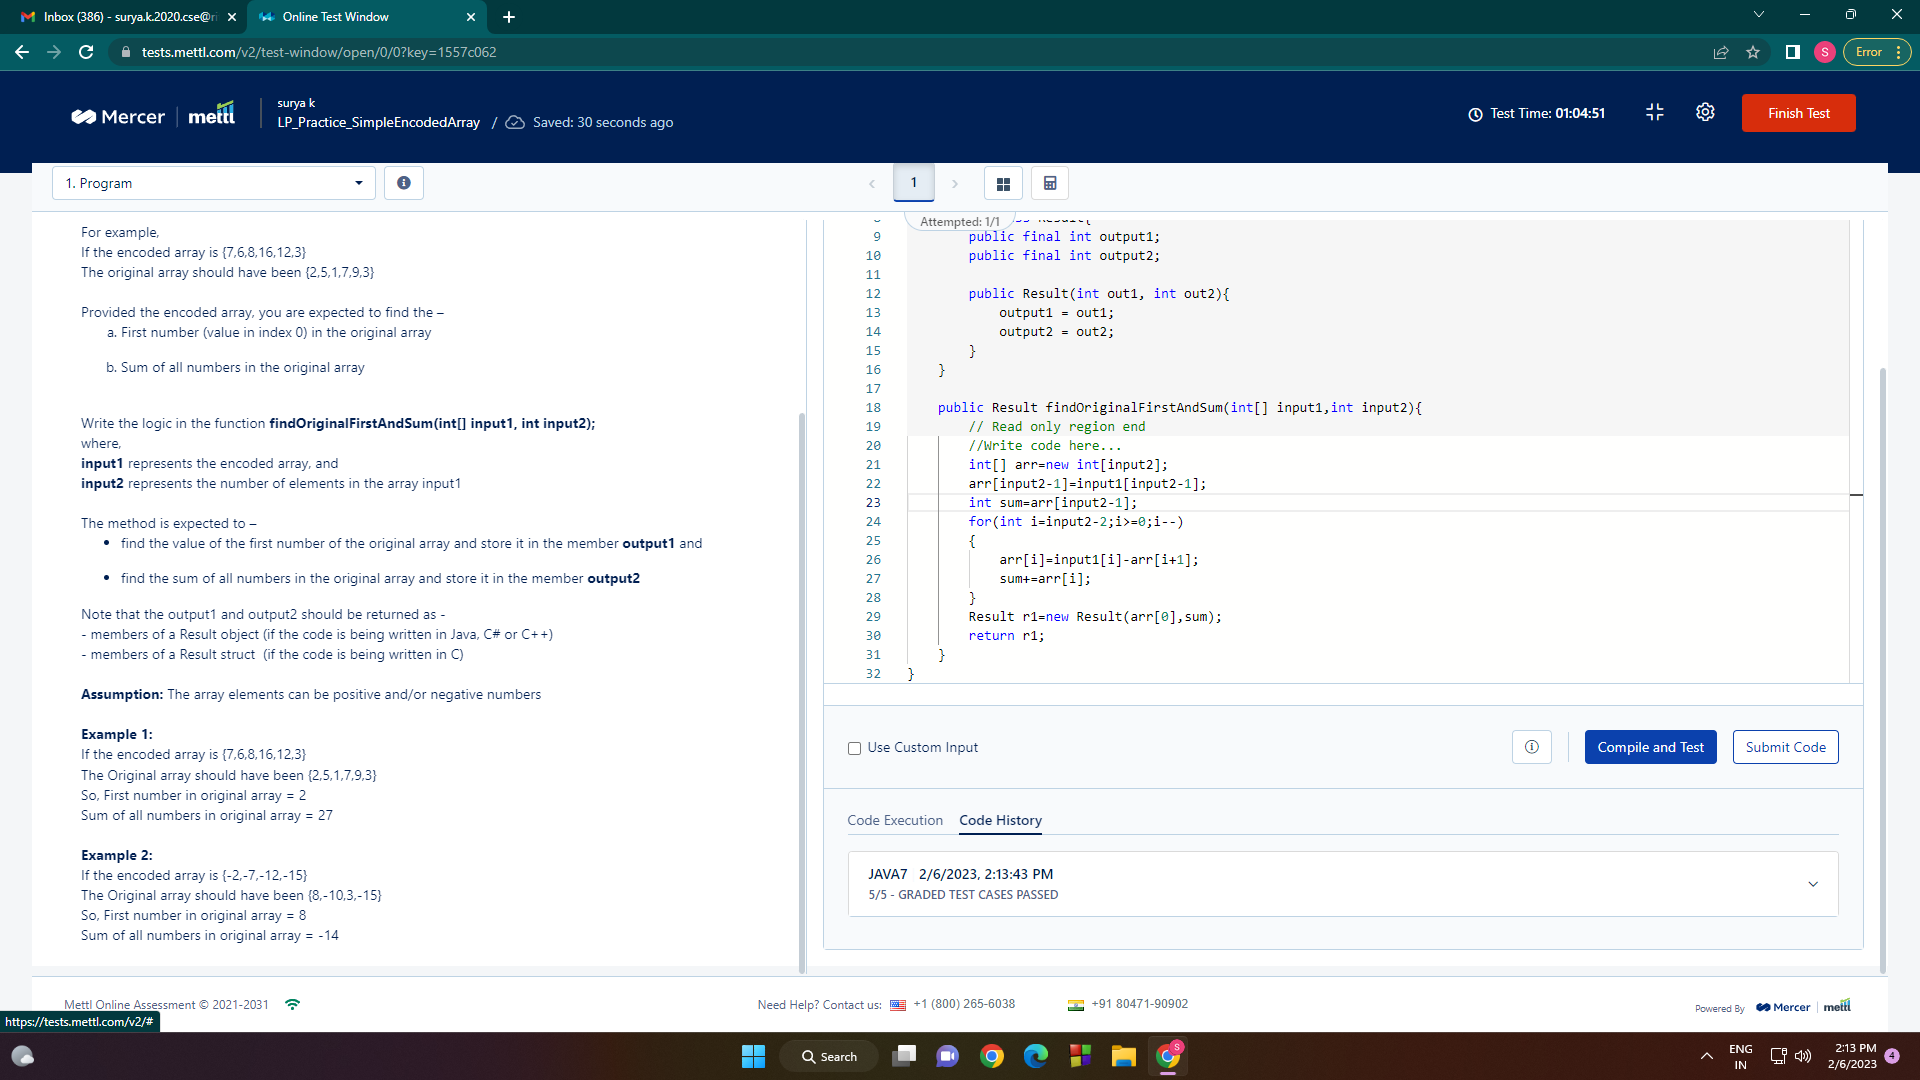 Inbox (386) - surya.k.2020.cse@ri
Online Test Window
tests.mettl.com/v2/test-window/open/0/0?key=1557c062
S
Error
Mercer | mettl
surya k
LP_Practice_SimpleEncodedArray / Saved: 30 seconds ago
Test Time: 01:04:51
Finish Test
1. Program
1
Attempted: 1/1
For example,
If the encoded array is {7,6,8,16,12,3}
The original array should have been {2,5,1,7,9,3}
Provided the encoded array, you are expected to find the –
a. First number (value in index 0) in the original array
b. Sum of all numbers in the original array
Write the logic in the function findOriginalFirstAndSum(int[] input1, int input2);
where,
input1 represents the encoded array, and
input2 represents the number of elements in the array input1
The method is expected to –
• find the value of the first number of the original array and store it in the member output1 and
• find the sum of all numbers in the original array and store it in the member output2
Note that the output1 and output2 should be returned as -
- members of a Result object (if the code is being written in Java, C# or C++)
- members of a Result struct (if the code is being written in C)
Assumption: The array elements can be positive and/or negative numbers
Example 1:
If the encoded array is {7,6,8,16,12,3}
The Original array should have been {2,5,1,7,9,3}
So, First number in original array = 2
Sum of all numbers in original array = 27
Example 2:
If the encoded array is {-2,-7,-12,-15}
The Original array should have been {8,-10,3,-15}
So, First number in original array = 8
Sum of all numbers in original array = -14
9 public final int output1;
10 public final int output2;
11
12 public Result(int out1, int out2){
13 output1 = out1;
14 output2 = out2;
15 }
16 }
17
18 public Result findOriginalFirstAndSum(int[] input1,int input2){
19 // Read only region end
20 //Write code here...
21 int[] arr=new int[input2];
22 arr[input2-1]=input1[input2-1];
23 int sum=arr[input2-1];
24 for(int i=input2-2;i>=0;i--)
25 {
26 arr[i]=input1[i]-arr[i+1];
27 sum+=arr[i];
28 }
29 Result r1=new Result(arr[0],sum);
30 return r1;
31 }
32 }
Use Custom Input
Compile and Test
Submit Code
Code Execution
Code History
JAVA7 2/6/2023, 2:13:43 PM
5/5 - GRADED TEST CASES PASSED
Mettl Online Assessment © 2021-2031
Need Help? Contact us: +1 (800) 265-6038
+91 80471-90902
Powered By Mercer | mettl
https://tests.mettl.com/v2/#
Search
S
ENG
IN
2:13 PM
2/6/2023
4